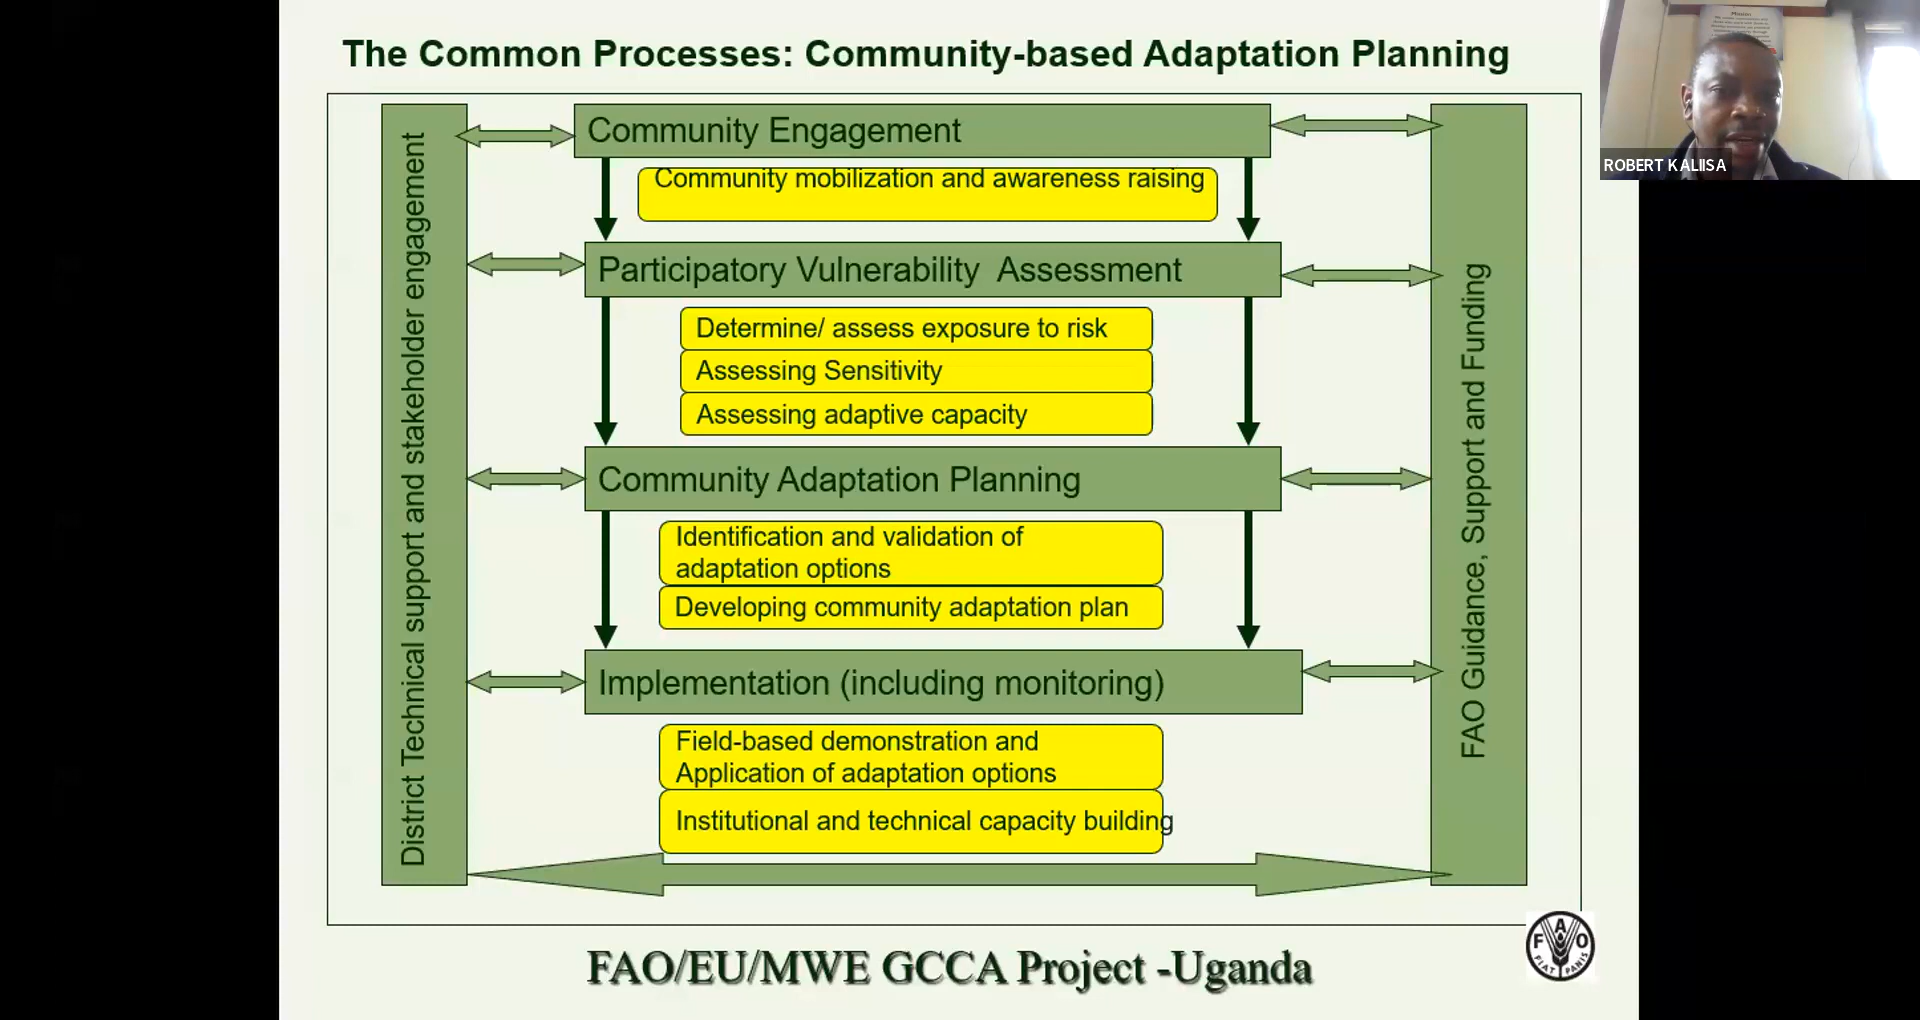 The Common Processes: Community-based Adaptation Planning
ROBERT KALIISA
District Technical support and stakeholder engagement
Community Engagement
Community mobilization and awareness raising
Participatory Vulnerability Assessment
Determine/ assess exposure to risk
Assessing Sensitivity
Assessing adaptive capacity
Community Adaptation Planning
Identification and validation of
adaptation options
Developing community adaptation plan
Implementation (including monitoring)
Field-based demonstration and
Application of adaptation options
Institutional and technical capacity building
FAO Guidance, Support and Funding
FAO/EU/MWE GCCA Project -Uganda
F A O
FIAT PANIS